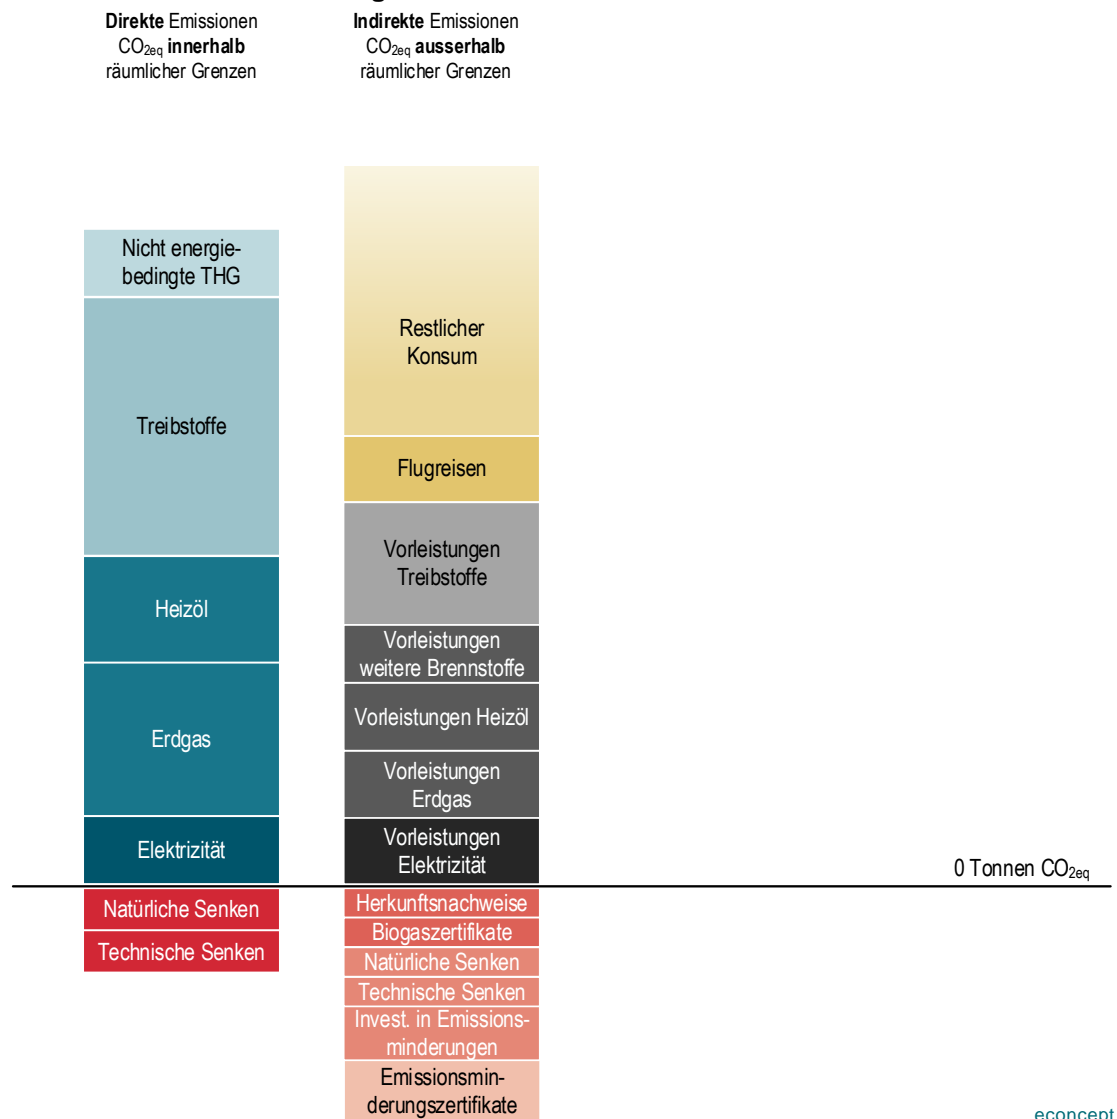 Direkte Emissionen
CO2eq innerhalb
räumlicher Grenzen
Indirekte Emissionen
CO2eq ausserhalb
räumlicher Grenzen
Nicht energie-
bedingte THG
Treibstoffe
Heizöl
Erdgas
Elektrizität
Natürliche Senken
Technische Senken
Restlicher
Konsum
Flugreisen
Vorleistungen
Treibstoffe
Vorleistungen
weitere Brennstoffe
Vorleistungen Heizöl
Vorleistungen
Erdgas
Vorleistungen
Elektrizität
Herkunftsnachweise
Biogaszertifikate
Natürliche Senken
Technische Senken
Invest. in Emissions-
minderungen
Emissionsmin-
derungszertifikate
0 Tonnen CO2eq
econcept